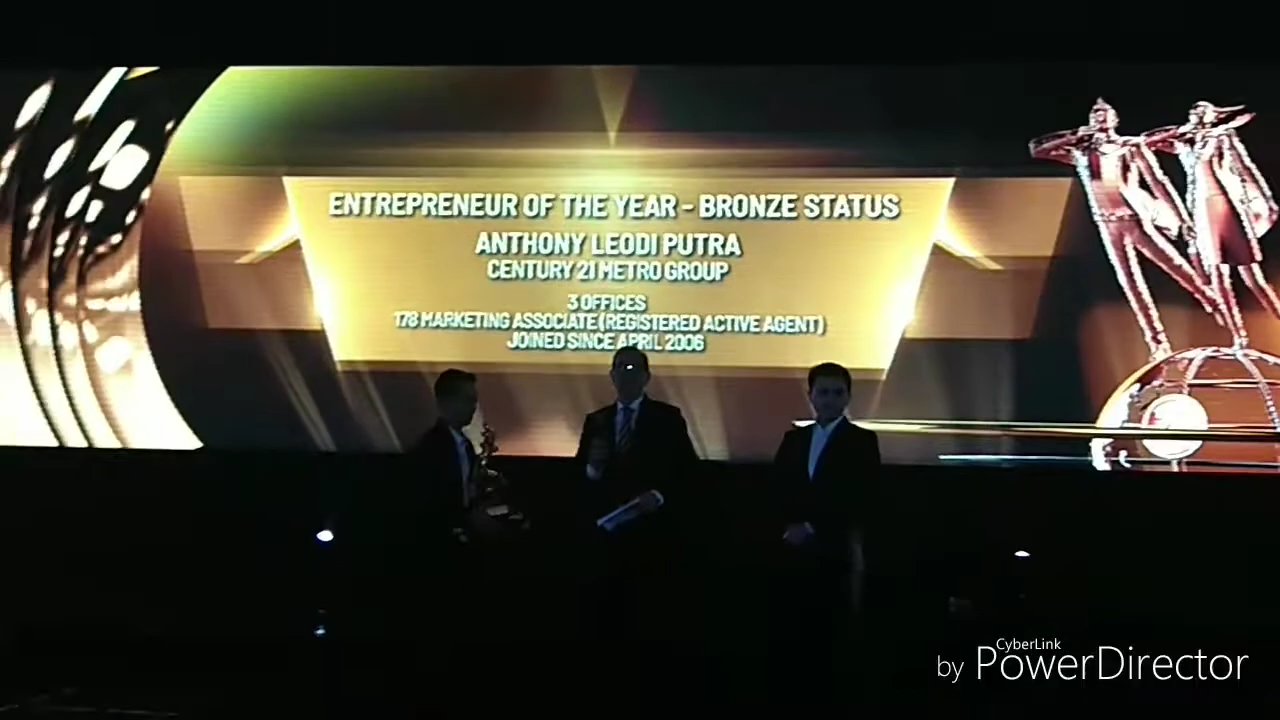 ENTREPRENEUR OF THE YEAR - BRONZE STATUS
ANTHONY LEODI PUTRA
CENTURY 21 METRO GROUP
3 OFFICES
178 MARKETING ASSOCIATE (REGISTERED ACTIVE AGENT)
JOINED SINCE APRIL 2006
CyberLink
by PowerDirector